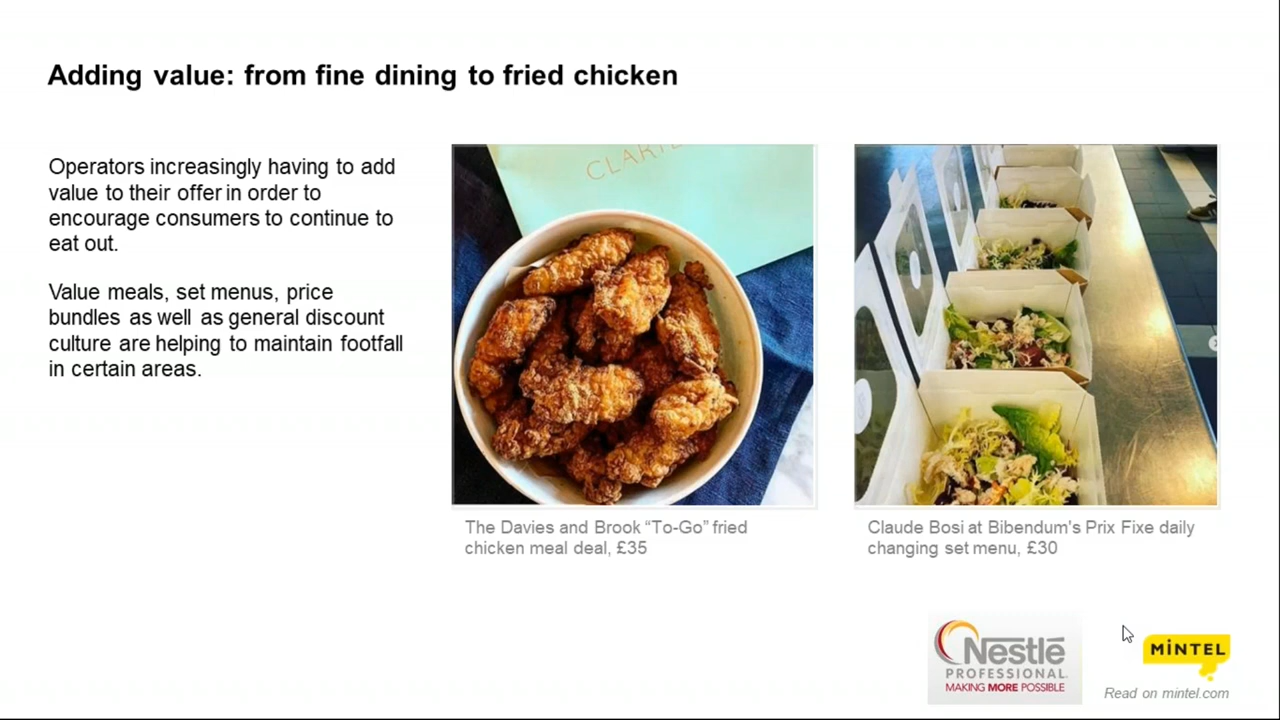 Adding value: from fine dining to fried chicken
Operators increasingly having to add
value to their offer in order to
encourage consumers to continue to
eat out.
Value meals, set menus, price
bundles as well as general discount
culture are helping to maintain footfall
in certain areas.
The Davies and Brook “To-Go” fried
chicken meal deal, £35
Claude Bosi at Bibendum's Prix Fixe daily
changing set menu, £30
Nestlé
PROFESSIONAL
MAKING MORE POSSIBLE
MiNTEL
Read on mintel.com